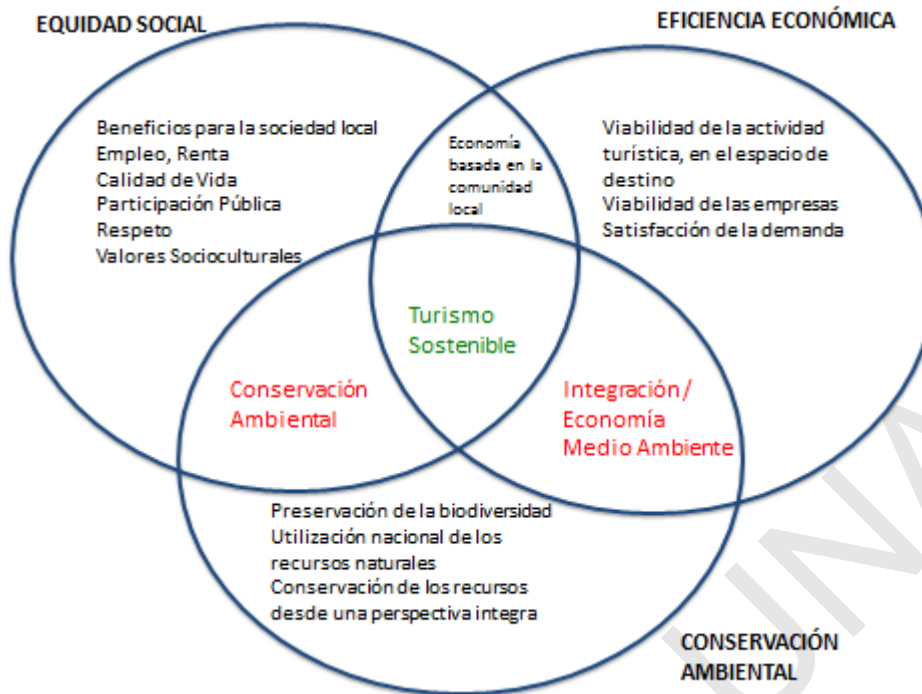 EQUIDAD SOCIAL
EFICIENCIA ECONÓMICA
Beneficios para la sociedad local
Empleo, Renta
Calidad de Vida
Participación Pública
Respeto
Valores Socioculturales
Economía
basada en la
comunidad
local
Viabilidad de la actividad
turística, en el espacio de
destino
Viabilidad de las empresas
Satisfacción de la demanda
Turismo
Sostenible
Conservación
Ambiental
Integración /
Economía
Medio Ambiente
Preservación de la biodiversidad
Utilización nacional de los
recursos naturales
Conservación de los recursos
desde una perspectiva integra
CONSERVACIÓN
AMBIENTAL
UNA